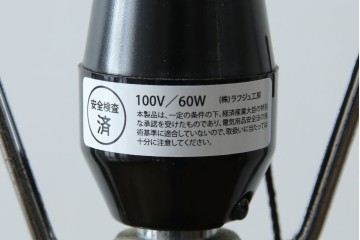 安全検査
済
100V／60W （株）ラフジュ工房
本製品は、一定の条件の下、経済産業大臣の特別
な承認を受けたものであり、電気用品安全法の技
術基準に適合していないので、取扱いに当たっては
十分に注意してください。